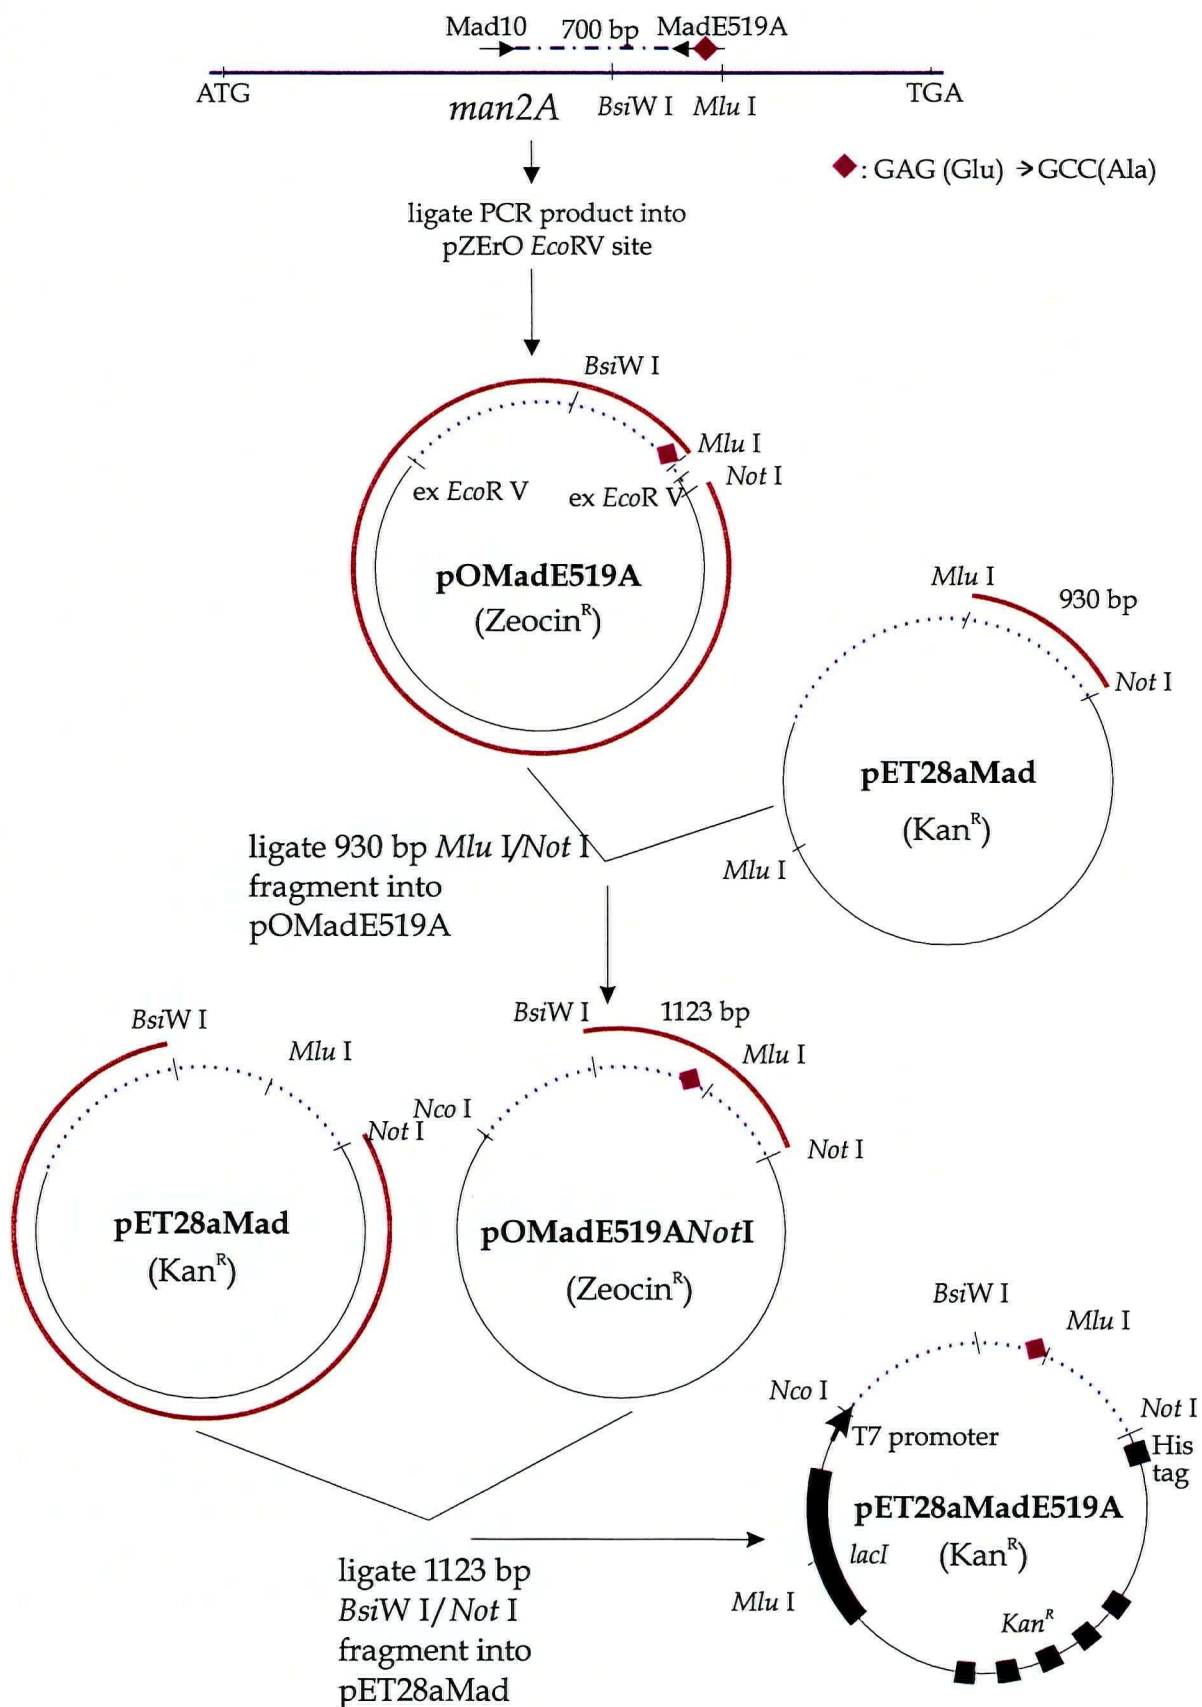 Mad10 700 bp MadE519A
ATG man2A BsiW I Mlu I TGA
◆: GAG (Glu) → GCC(Ala)
ligate PCR product into
pZErO EcoRV site
BsiW I
Mlu I
Not I
ex EcoR V ex EcoR V
pOMadE519A
(Zeocin^R)
Mlu I
930 bp
Not I
pET28aMad
(Kan^R)
Mlu I
ligate 930 bp Mlu I/Not I
fragment into
pOMadE519A
BsiW I
Mlu I
Not I
pET28aMad
(Kan^R)
BsiW I
1123 bp
Mlu I
Nco I
Not I
pOMadE519ANotI
(Zeocin^R)
BsiW I
Mlu I
Nco I
Not I
T7 promoter
His
tag
pET28aMadE519A
(Kan^R)
lacI
Mlu I
Kan^R
ligate 1123 bp
BsiW I/Not I
fragment into
pET28aMad